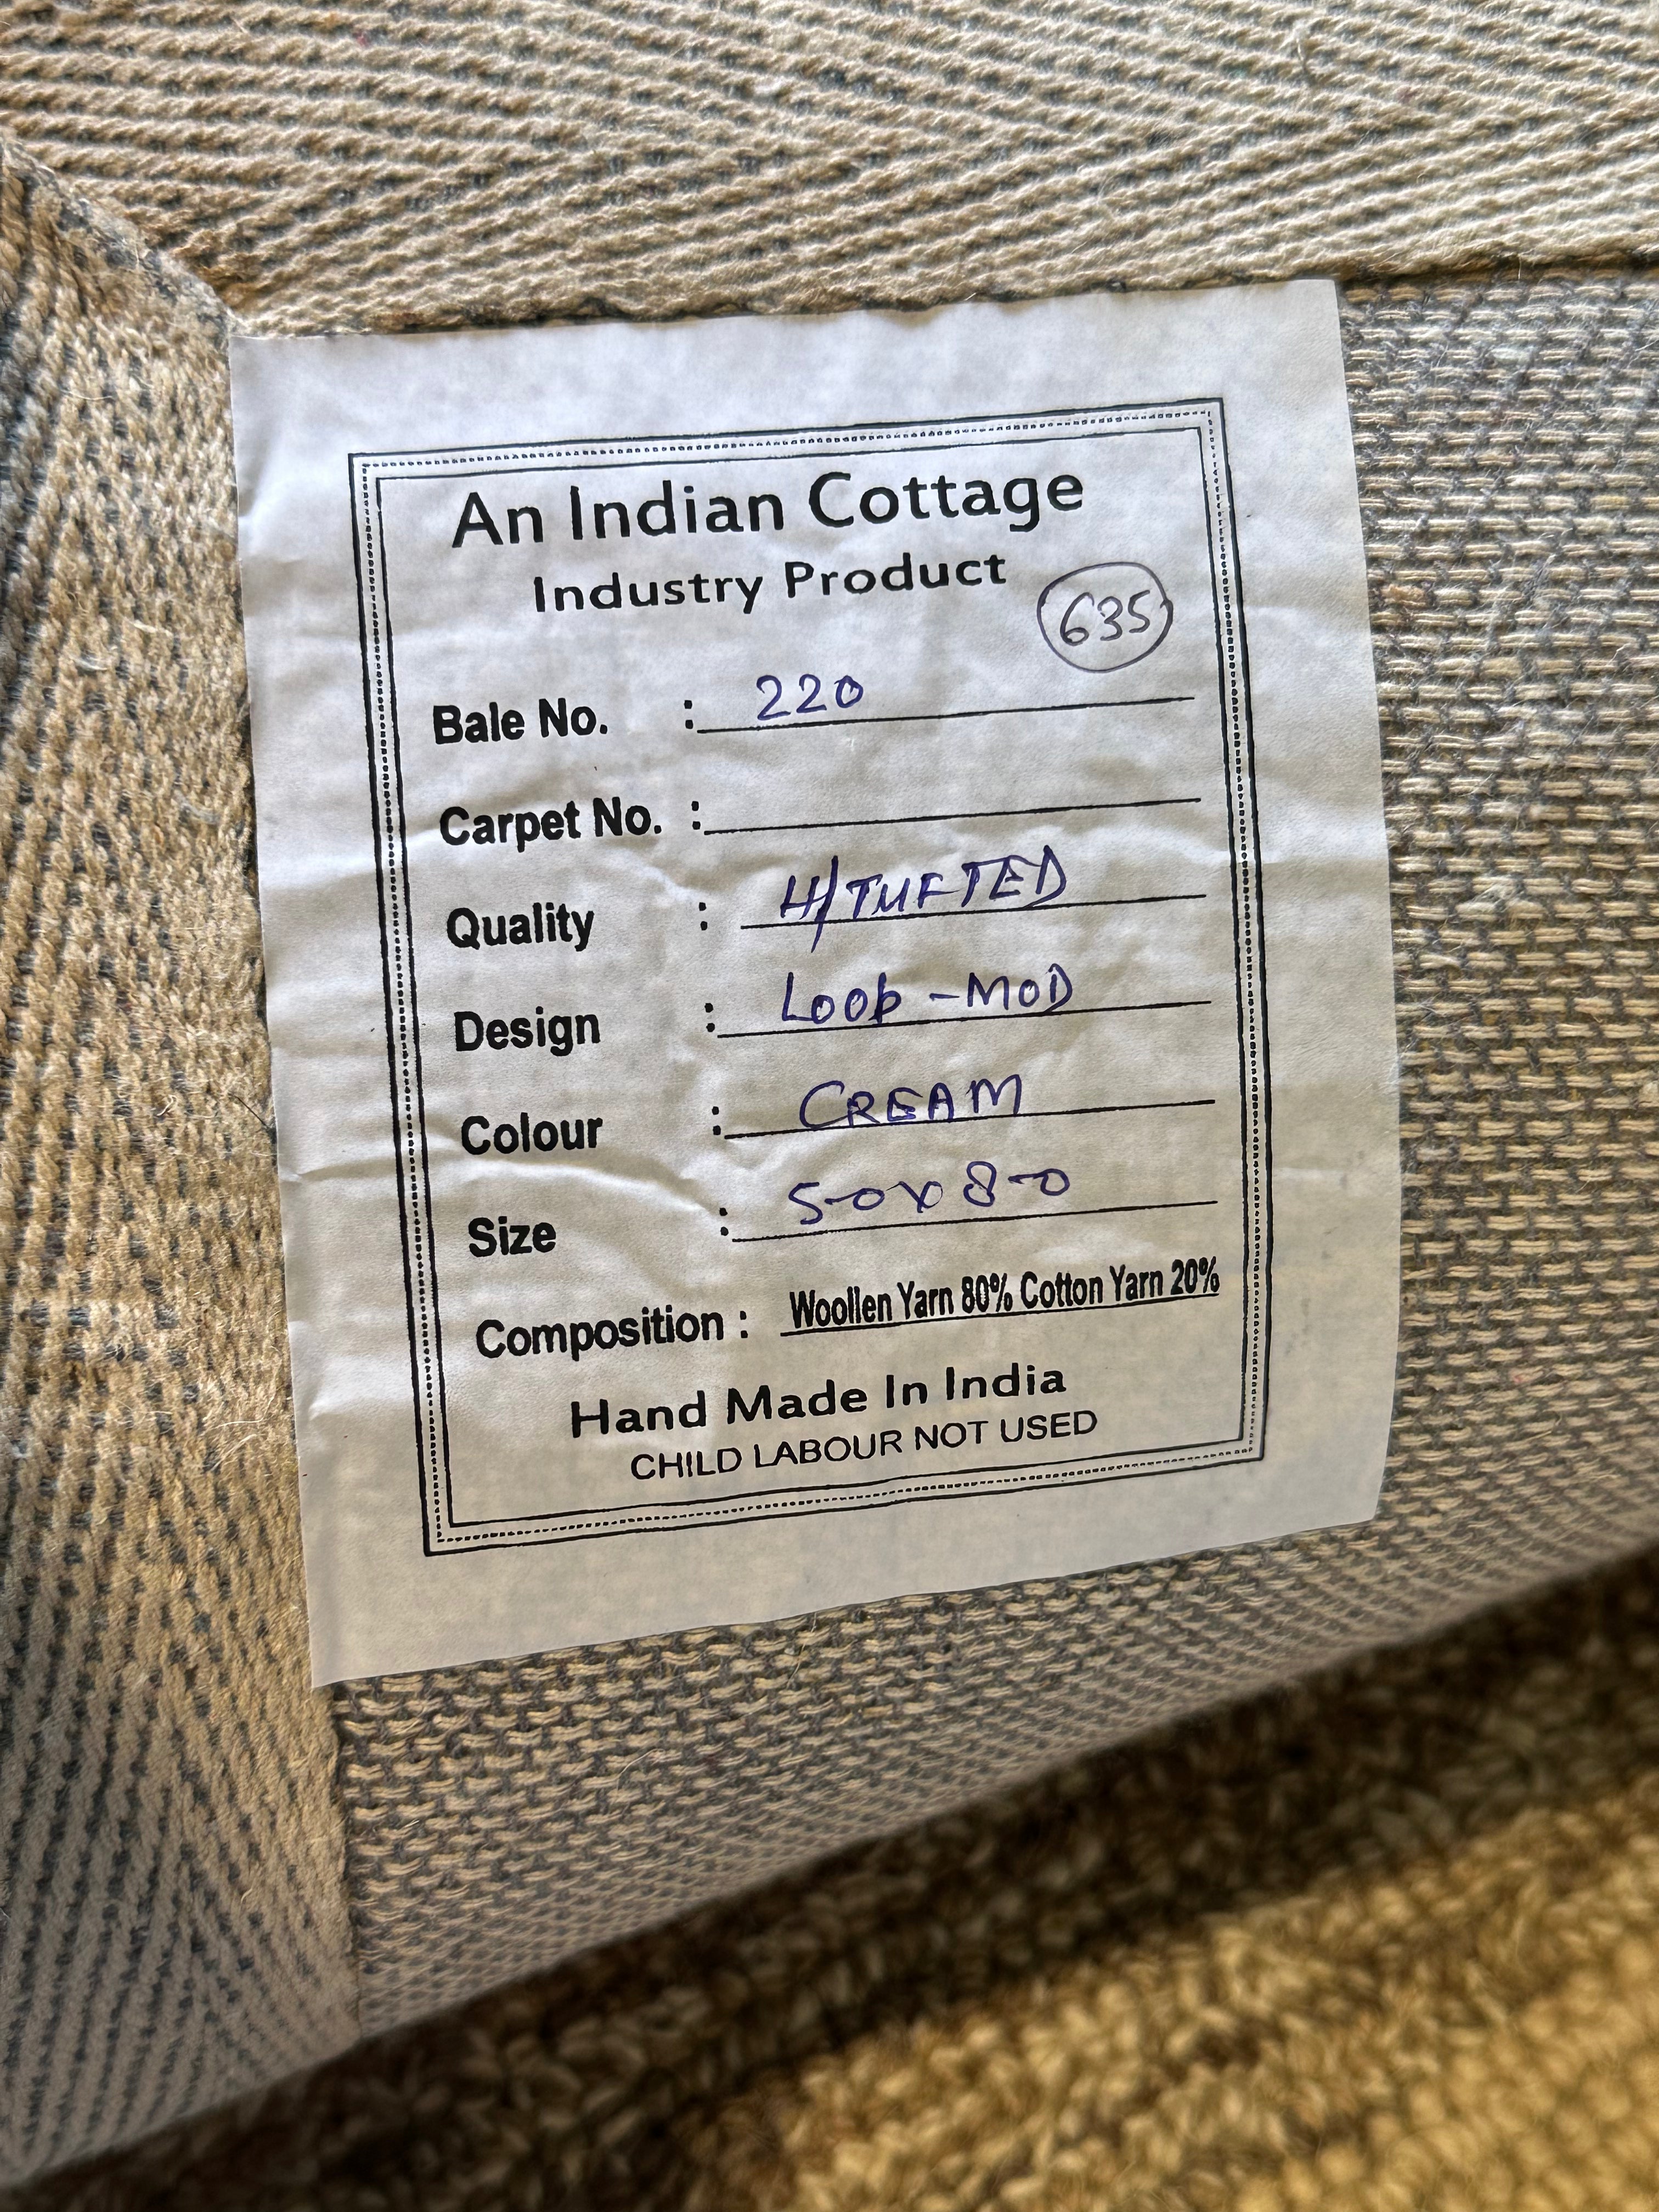 An Indian Cottage
Industry Product
635
Bale No. : 220
Carpet No. :
Quality : H/TUFTED
Design : LOOP-MOD
Colour : CREAM
Size : 5-0x8-0
Composition : Woollen Yarn 80% Cotton Yarn 20%
Hand Made In India
CHILD LABOUR NOT USED